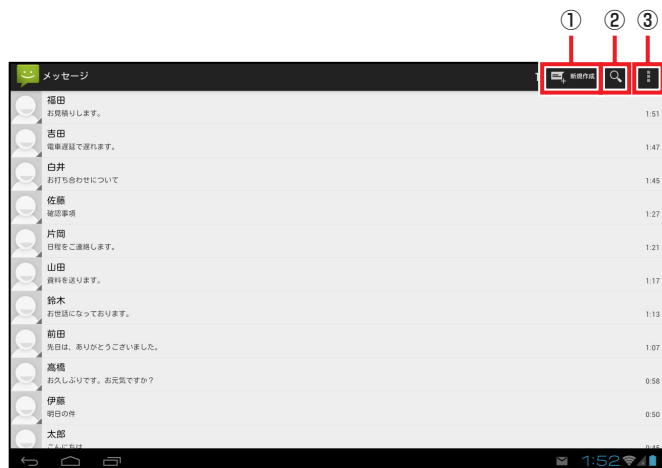 ① ② ③
メッセージ
新規作成
福田
お見積りします。
1:51
吉田
電車遅延で遅れます。
1:47
白井
お打ち合わせについて
1:45
佐藤
確認事項
1:27
片岡
日程をご連絡します。
1:21
山田
資料を送ります。
1:17
鈴木
お世話になっております。
1:13
前田
先日は、ありがとうございました。
1:07
高橋
お久しぶりです。お元気ですか?
0:58
伊藤
明日の件
0:50
太郎
こんにちは
0:45
1:52